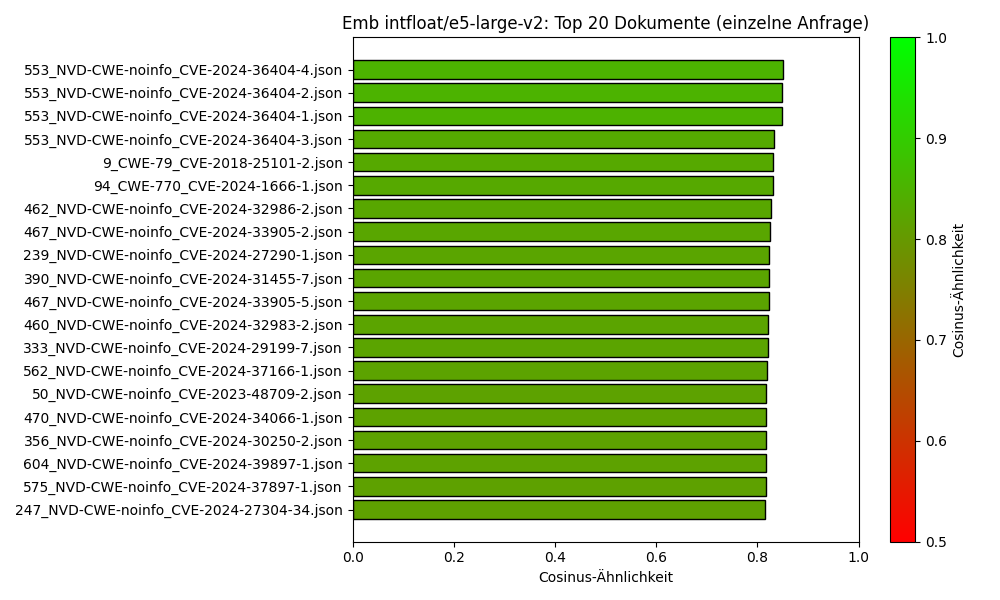 Emb intfloat/e5-large-v2: Top 20 Dokumente (einzelne Anfrage)
553_NVD-CWE-noinfo_CVE-2024-36404-4.json
553_NVD-CWE-noinfo_CVE-2024-36404-2.json
553_NVD-CWE-noinfo_CVE-2024-36404-1.json
553_NVD-CWE-noinfo_CVE-2024-36404-3.json
9_CWE-79_CVE-2018-25101-2.json
94_CWE-770_CVE-2024-1666-1.json
462_NVD-CWE-noinfo_CVE-2024-32986-2.json
467_NVD-CWE-noinfo_CVE-2024-33905-2.json
239_NVD-CWE-noinfo_CVE-2024-27290-1.json
390_NVD-CWE-noinfo_CVE-2024-31455-7.json
467_NVD-CWE-noinfo_CVE-2024-33905-5.json
460_NVD-CWE-noinfo_CVE-2024-32983-2.json
333_NVD-CWE-noinfo_CVE-2024-29199-7.json
562_NVD-CWE-noinfo_CVE-2024-37166-1.json
50_NVD-CWE-noinfo_CVE-2023-48709-2.json
470_NVD-CWE-noinfo_CVE-2024-34066-1.json
356_NVD-CWE-noinfo_CVE-2024-30250-2.json
604_NVD-CWE-noinfo_CVE-2024-39897-1.json
575_NVD-CWE-noinfo_CVE-2024-37897-1.json
247_NVD-CWE-noinfo_CVE-2024-27304-34.json
0.0 0.2 0.4 0.6 0.8 1.0
Cosinus-Ähnlichkeit
1.0
0.9
0.8
0.7
0.6
0.5
Cosinus-Ähnlichkeit